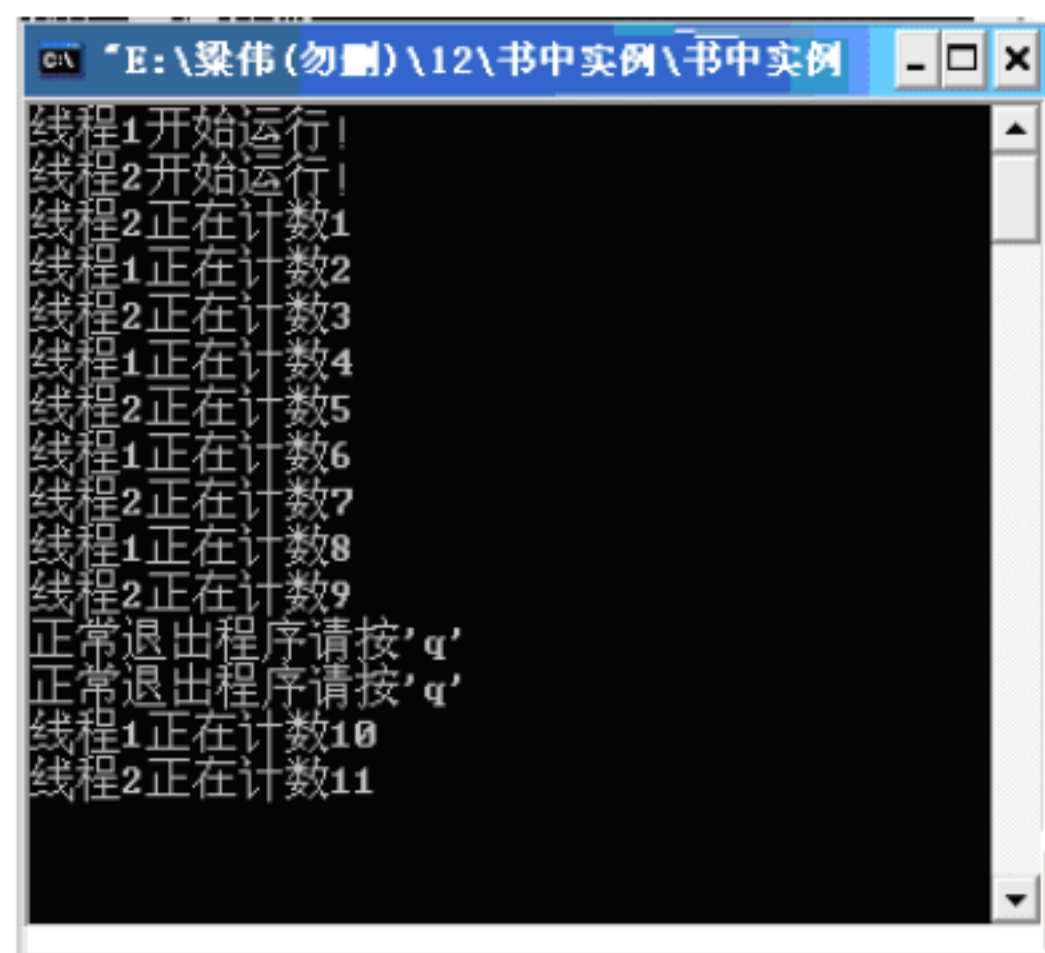 "E:\梁伟(勿删)\12\书中实例\书中实例
线程1开始运行!
线程2开始运行!
线程2正在计数1
线程1正在计数2
线程2正在计数3
线程1正在计数4
线程2正在计数5
线程1正在计数6
线程2正在计数7
线程1正在计数8
线程2正在计数9
正常退出程序请按'q'
正常退出程序请按'q'
线程1正在计数10
线程2正在计数11